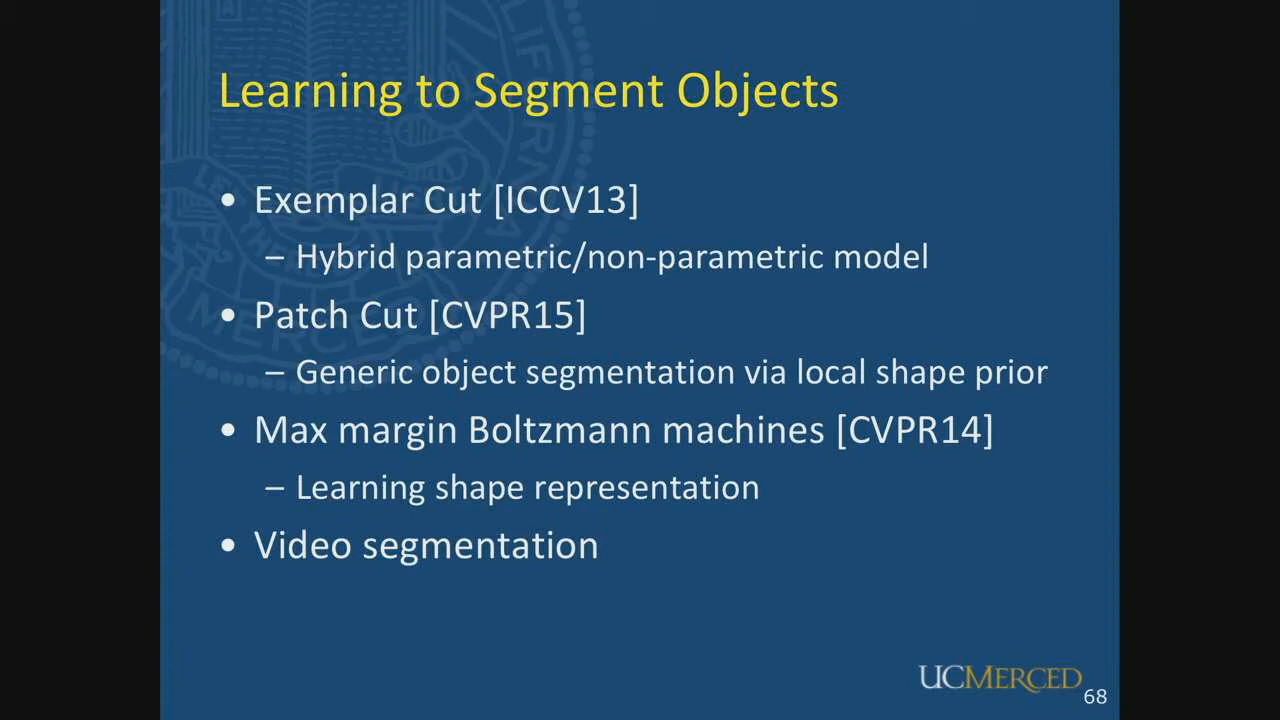 Learning to Segment Objects
• Exemplar Cut [ICCV13]
– Hybrid parametric/non-parametric model
• Patch Cut [CVPR15]
– Generic object segmentation via local shape prior
• Max margin Boltzmann machines [CVPR14]
– Learning shape representation
• Video segmentation
UCMERCED
68